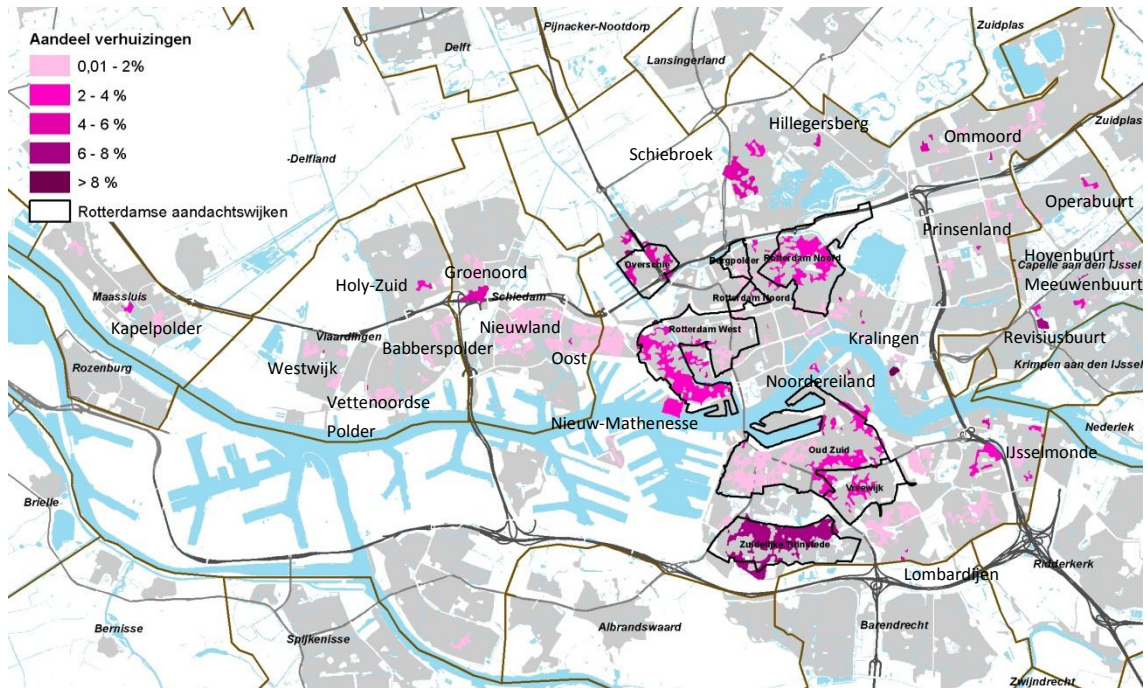 Aandeel verhuizingen
0,01 - 2%
2 - 4 %
4 - 6 %
6 - 8 %
> 8 %
Rotterdamse aandachtswijken
Pijnacker-Nootdorp
Zuidplas
Delft
Lansingerland
Hillegersberg
Ommoord
Zuidplas
Schiebroek
-Delfland
Operabuurt
Prinsenland
Hovenbuurt
Capelle aan den IJssel
Overschie
Bergpolder
Rotterdam Noord
Groenoord
Holy-Zuid
Schiedam
Meeuwenbuurt
Maassluis
Kapelpolder
Rotterdam Noord
Nieuwland
Rotterdam West
Vlaardingen
Babberspolder
Oost
Kralingen
Revisiusbuurt
Rozenburg
Westwijk
Krimpen aan den IJssel
Noordereiland
Vettenoordse
Polder
Nieuw-Mathenesse
Nederlek
Oud Zuid
IJsselmonde
Brielle
Vreewijk
Zuidelijke Tuinstede
Ridderkerk
Lombardijen
Bernisse
Spijkenisse
Albrandswaard
Barendrecht
Zwijndrecht